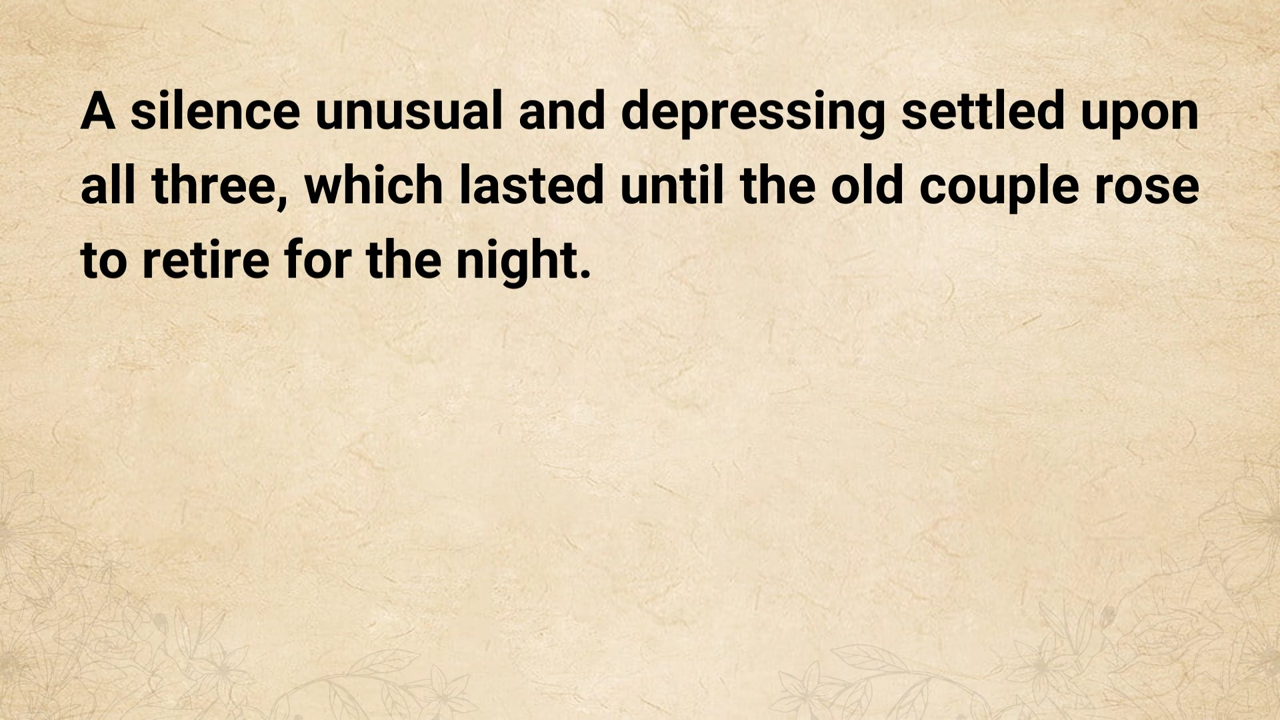 A silence unusual and depressing settled upon
all three, which lasted until the old couple rose
to retire for the night.